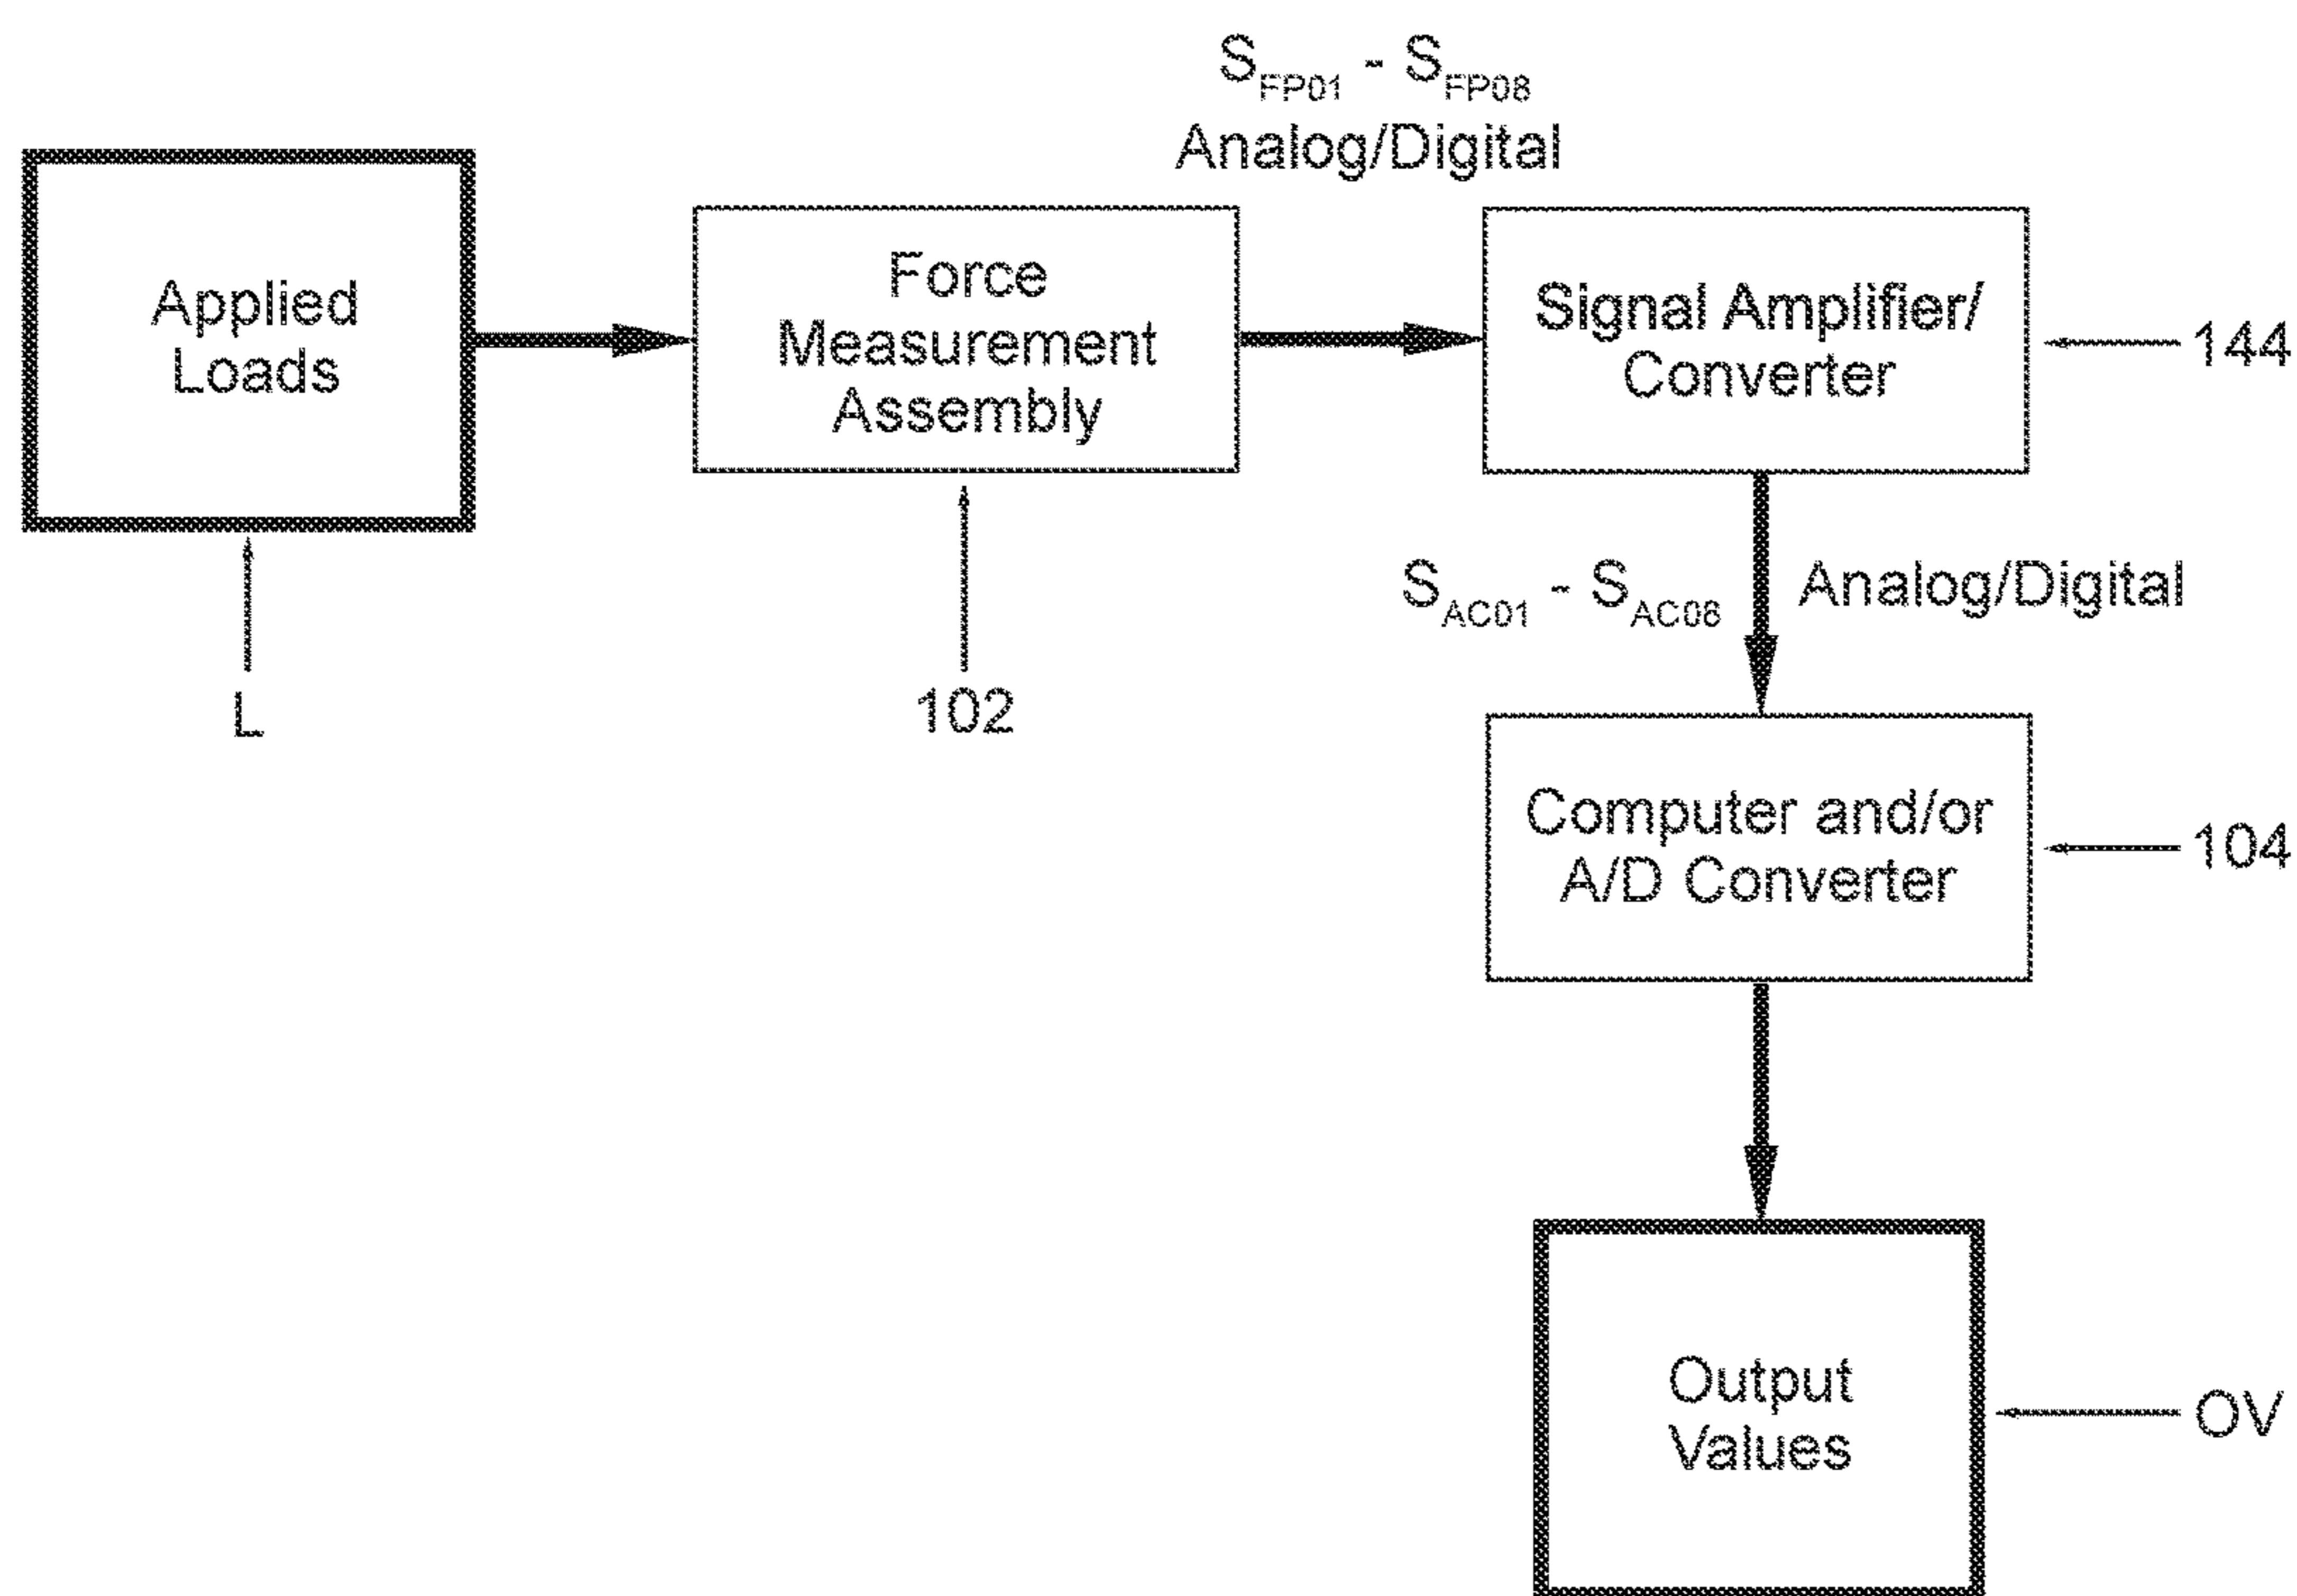 S_FP01 - S_FP08
Analog/Digital
Applied
Loads
Force
Measurement
Assembly
Signal Amplifier/
Converter
144
L
102
S_AC01 - S_AC08
Analog/Digital
Computer and/or
A/D Converter
104
Output
Values
OV